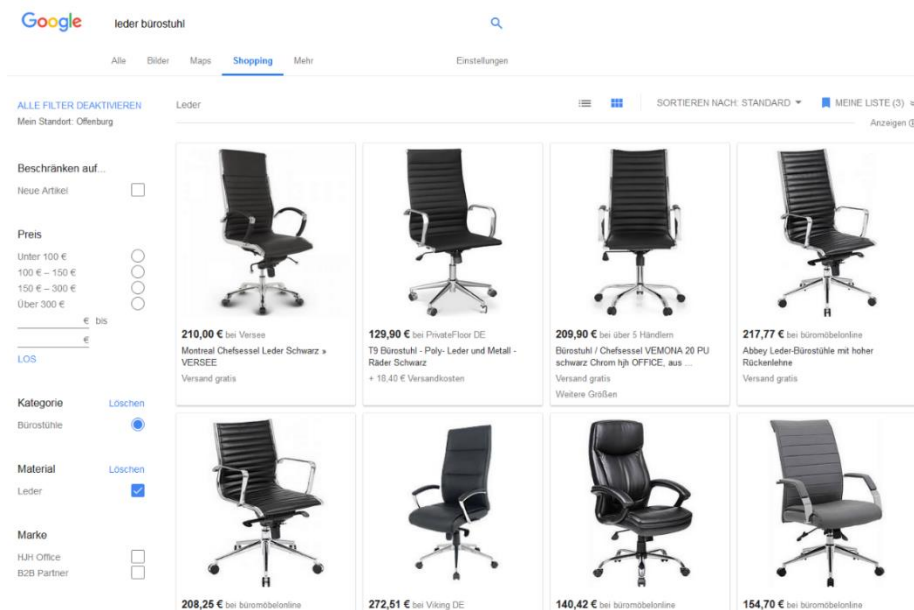 Google
leder bürostuhl
Alle Bilder Maps Shopping Mehr Einstellungen
ALLE FILTER DEAKTIVIEREN
Mein Standort: Offenburg
Leder
SORTIEREN NACH: STANDARD
MEINE LISTE (3)
Anzeigen
Beschränken auf...
Neue Artikel
Preis
Unter 100 €
100 € – 150 €
150 € – 300 €
Über 300 €
€ bis
€
LOS
Kategorie Löschen
Bürostühle
Material Löschen
Leder
Marke
HJH Office
B2B Partner
210,00 € bei Versee
Montreal Chefsessel Leder Schwarz »
VERSEE
Versand gratis
129,90 € bei PrivateFloor DE
T9 Bürostuhl - Poly- Leder und Metall -
Räder Schwarz
+ 18,40 € Versandkosten
209,90 € bei über 5 Händlern
Bürostuhl / Chefsessel VEMONA 20 PU
schwarz Chrom hjh OFFICE, aus ...
Versand gratis
Weitere Größen
217,77 € bei büromöbelonline
Abbey Leder-Bürostühle mit hoher
Rückenlehne
Versand gratis
208,25 € bei büromöbelonline
272,51 € bei Viking DE
140,42 € bei büromöbelonline
154,70 € bei büromöbelonline